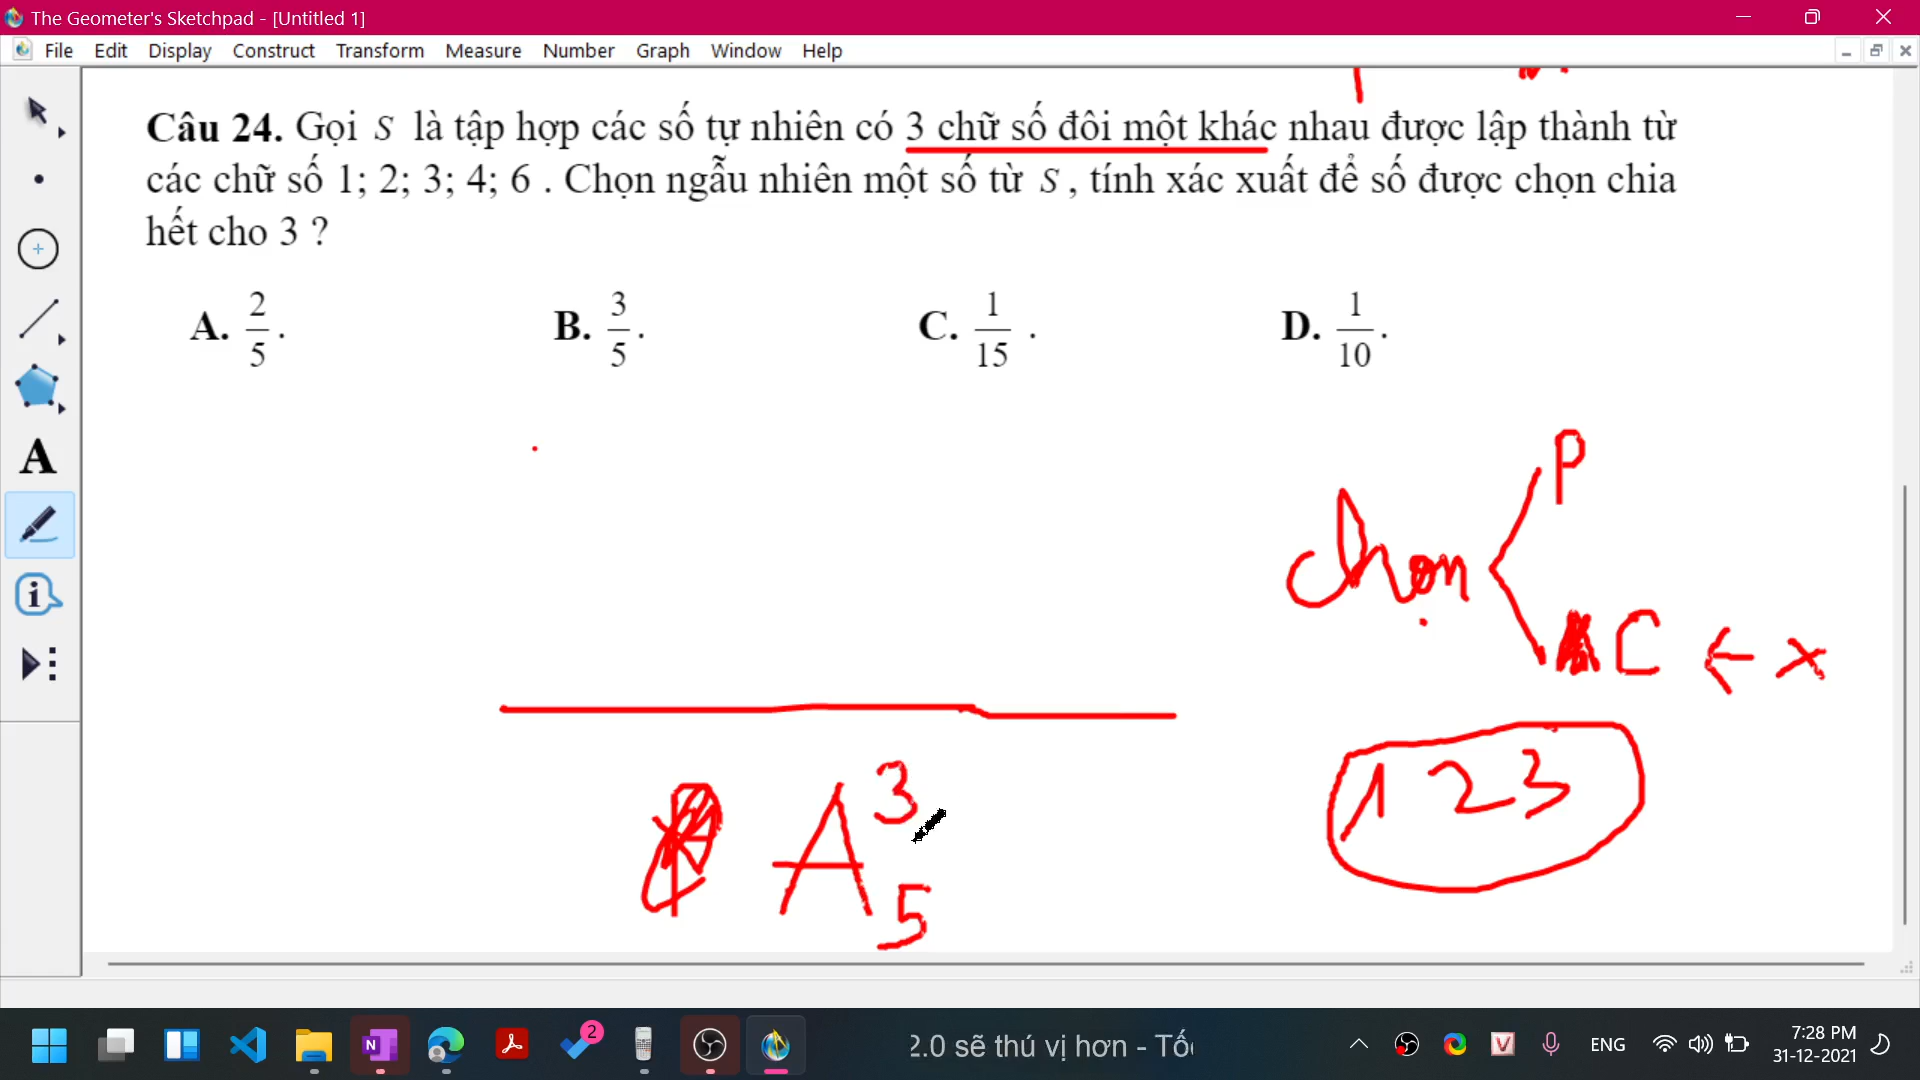 The Geometer's Sketchpad - [Untitled 1]
File Edit Display Construct Transform Measure Number Graph Window Help
Câu 24. Gọi S là tập hợp các số tự nhiên có 3 chữ số đôi một khác nhau được lập thành từ
các chữ số 1; 2; 3; 4; 6 . Chọn ngẫu nhiên một số từ S, tính xác xuất để số được chọn chia
hết cho 3 ?
A. 2/5. B. 3/5. C. 1/15 . D. 1/10.
P
chọn
C ← x
1 2 3
A 3 5
A
2
2.0 sẽ thú vị hơn - Tố
ENG
7:28 PM
31-12-2021